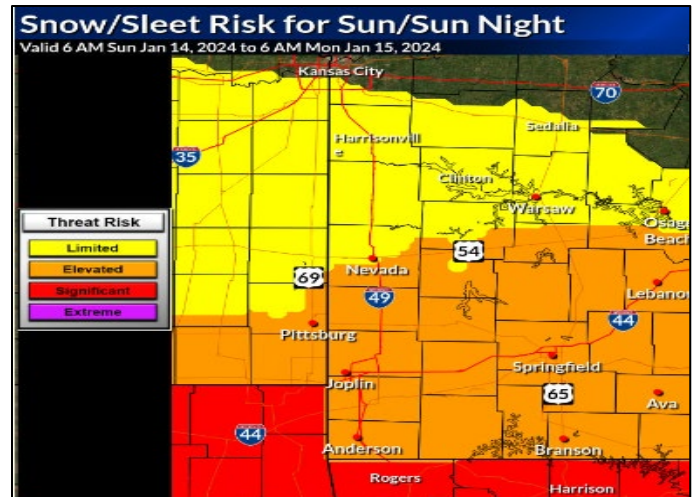 Snow/Sleet Risk for Sun/Sun Night
Valid 6 AM Sun Jan 14, 2024 to 6 AM Mon Jan 15, 2024
Kansas City
70
Sedalia
Harrisonvill
e
35
Clinton
Warsaw
Osag
Beach
Threat Risk
Limited
Elevated
Significant
Extreme
54
Nevada
69
49
Lebano
44
Pittsburg
Springfield
Joplin
65
Ava
44
Anderson
Branson
Rogers
Harrison